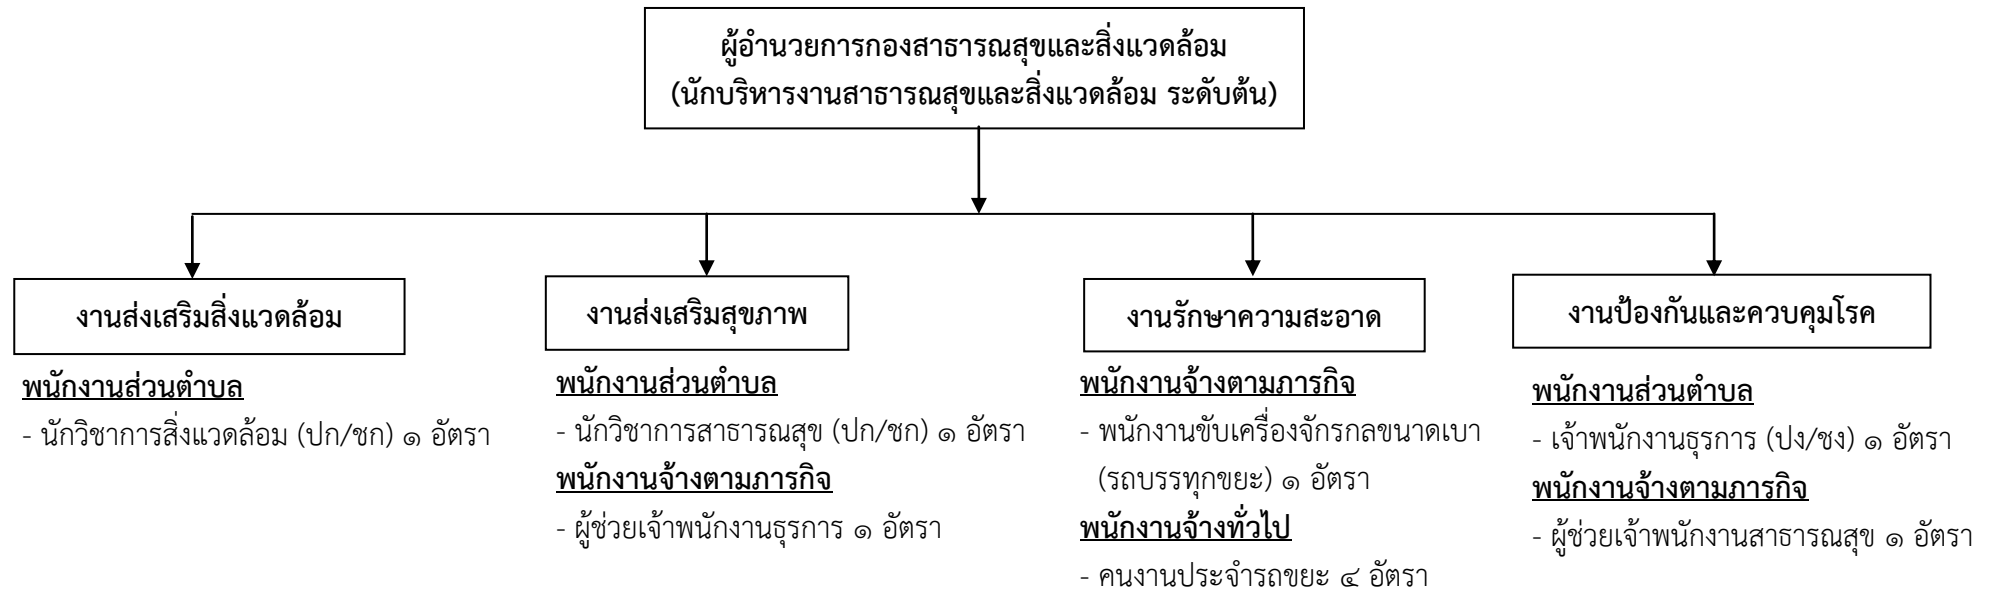 ผู้อำนวยการกองสาธารณสุขและสิ่งแวดล้อม
(นักบริหารงานสาธารณสุขและสิ่งแวดล้อม ระดับต้น)
งานส่งเสริมสิ่งแวดล้อม
พนักงานส่วนตำบล
- นักวิชาการสิ่งแวดล้อม (ปก/ชก) ๑ อัตรา
งานส่งเสริมสุขภาพ
พนักงานส่วนตำบล
- นักวิชาการสาธารณสุข (ปก/ชก) ๑ อัตรา
พนักงานจ้างตามภารกิจ
- ผู้ช่วยเจ้าพนักงานธุรการ ๑ อัตรา
งานรักษาความสะอาด
พนักงานจ้างตามภารกิจ
- พนักงานขับเครื่องจักรกลขนาดเบา
(รถบรรทุกขยะ) ๑ อัตรา
พนักงานจ้างทั่วไป
- คนงานประจำรถขยะ ๔ อัตรา
งานป้องกันและควบคุมโรค
พนักงานส่วนตำบล
- เจ้าพนักงานธุรการ (ปง/ชง) ๑ อัตรา
พนักงานจ้างตามภารกิจ
- ผู้ช่วยเจ้าพนักงานสาธารณสุข ๑ อัตรา